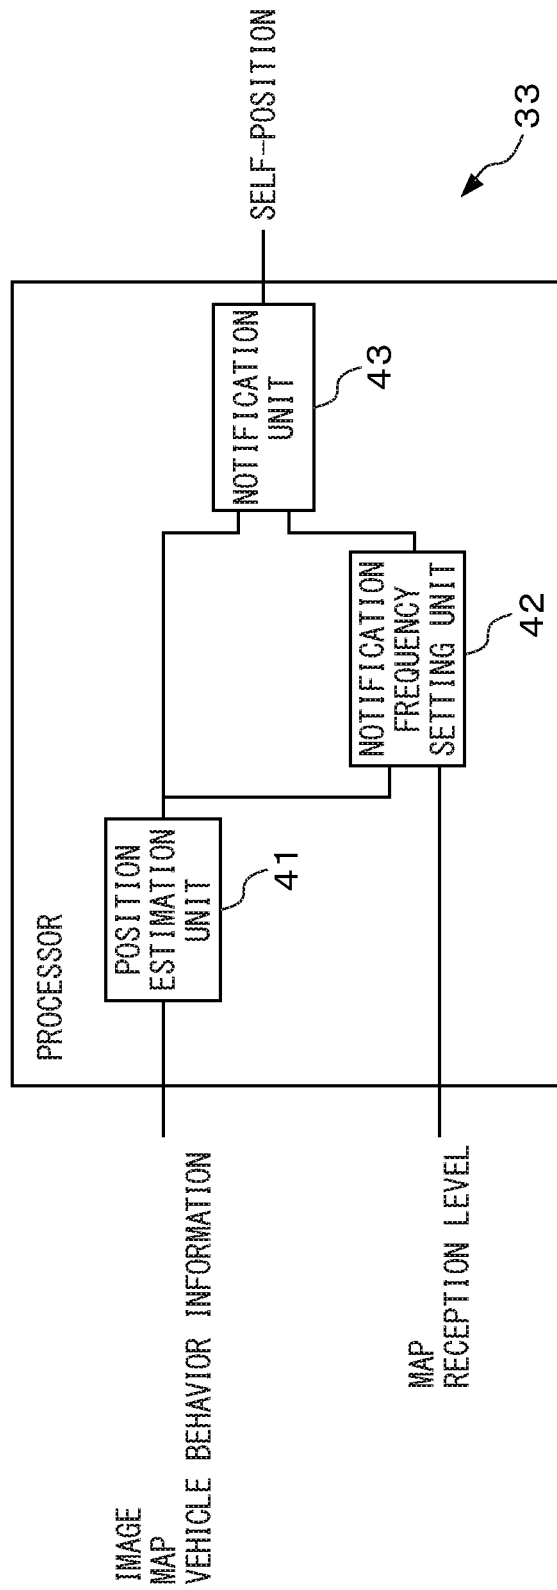 PROCESSOR
IMAGE
MAP
VEHICLE BEHAVIOR INFORMATION
POSITION
ESTIMATION
UNIT
41
MAP
RECEPTION LEVEL
NOTIFICATION
FREQUENCY
SETTING UNIT
42
NOTIFICATION
UNIT
43
SELF-POSITION
33